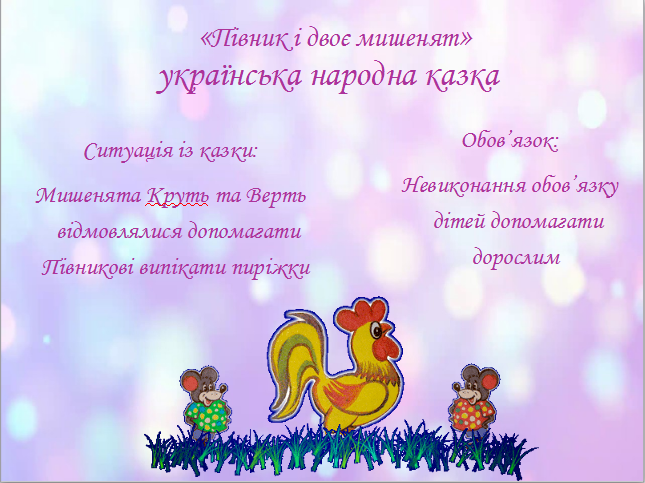 «Півник і двоє мишенят»
українська народна казка
Ситуація із казки:
Мишенята Круть та Верть
відмовлялися допомагати
Півникові випікати пиріжки
Обов’язок:
Невиконання обов’язку
дітей допомагати
дорослим